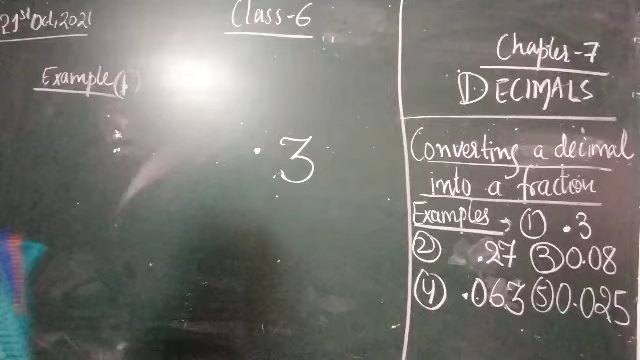 21st Oct, 2021
Class-6
Example (1)
.3
Chapter-7
DECIMALS
Converting a decimal
into a fraction
Examples, ① .3
② .27 ③ 0.08
④ .063 ⑤ 0.025